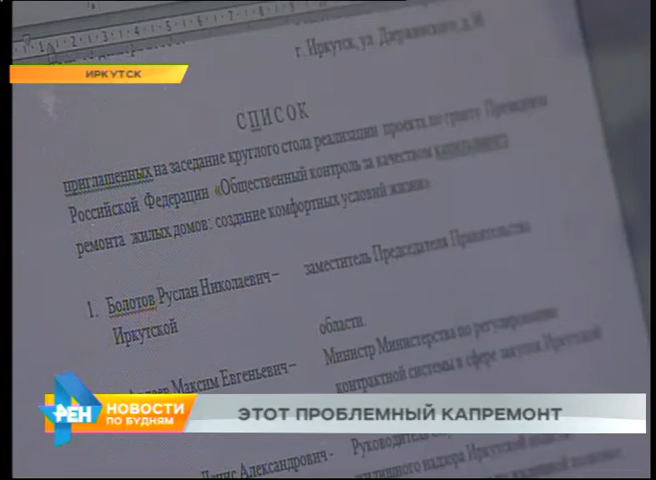 г. Иркутск, ул. Дзержинского, д.
ИРКУТСК
СПИСОК
приглашенных на заседание круглого стола реализации проекта по гранту Президента
Российской Федерации «Общественный контроль за качеством капитального
ремонта жилых домов: создание комфортных условий жизни».
1. Болотов Руслан Николаевич – заместитель Председателя Правительства
Иркутской
области.
Министр Министерства по регулированию
Максим Евгеньевич –
контрактной системы в сфере закупок Иркутской
РЕН
НОВОСТИ
ПО БУДНЯМ
ЭТОТ ПРОБЛЕМНЫЙ КАПРЕМОНТ
Руководитель
Александрович -
надзора Иркутской